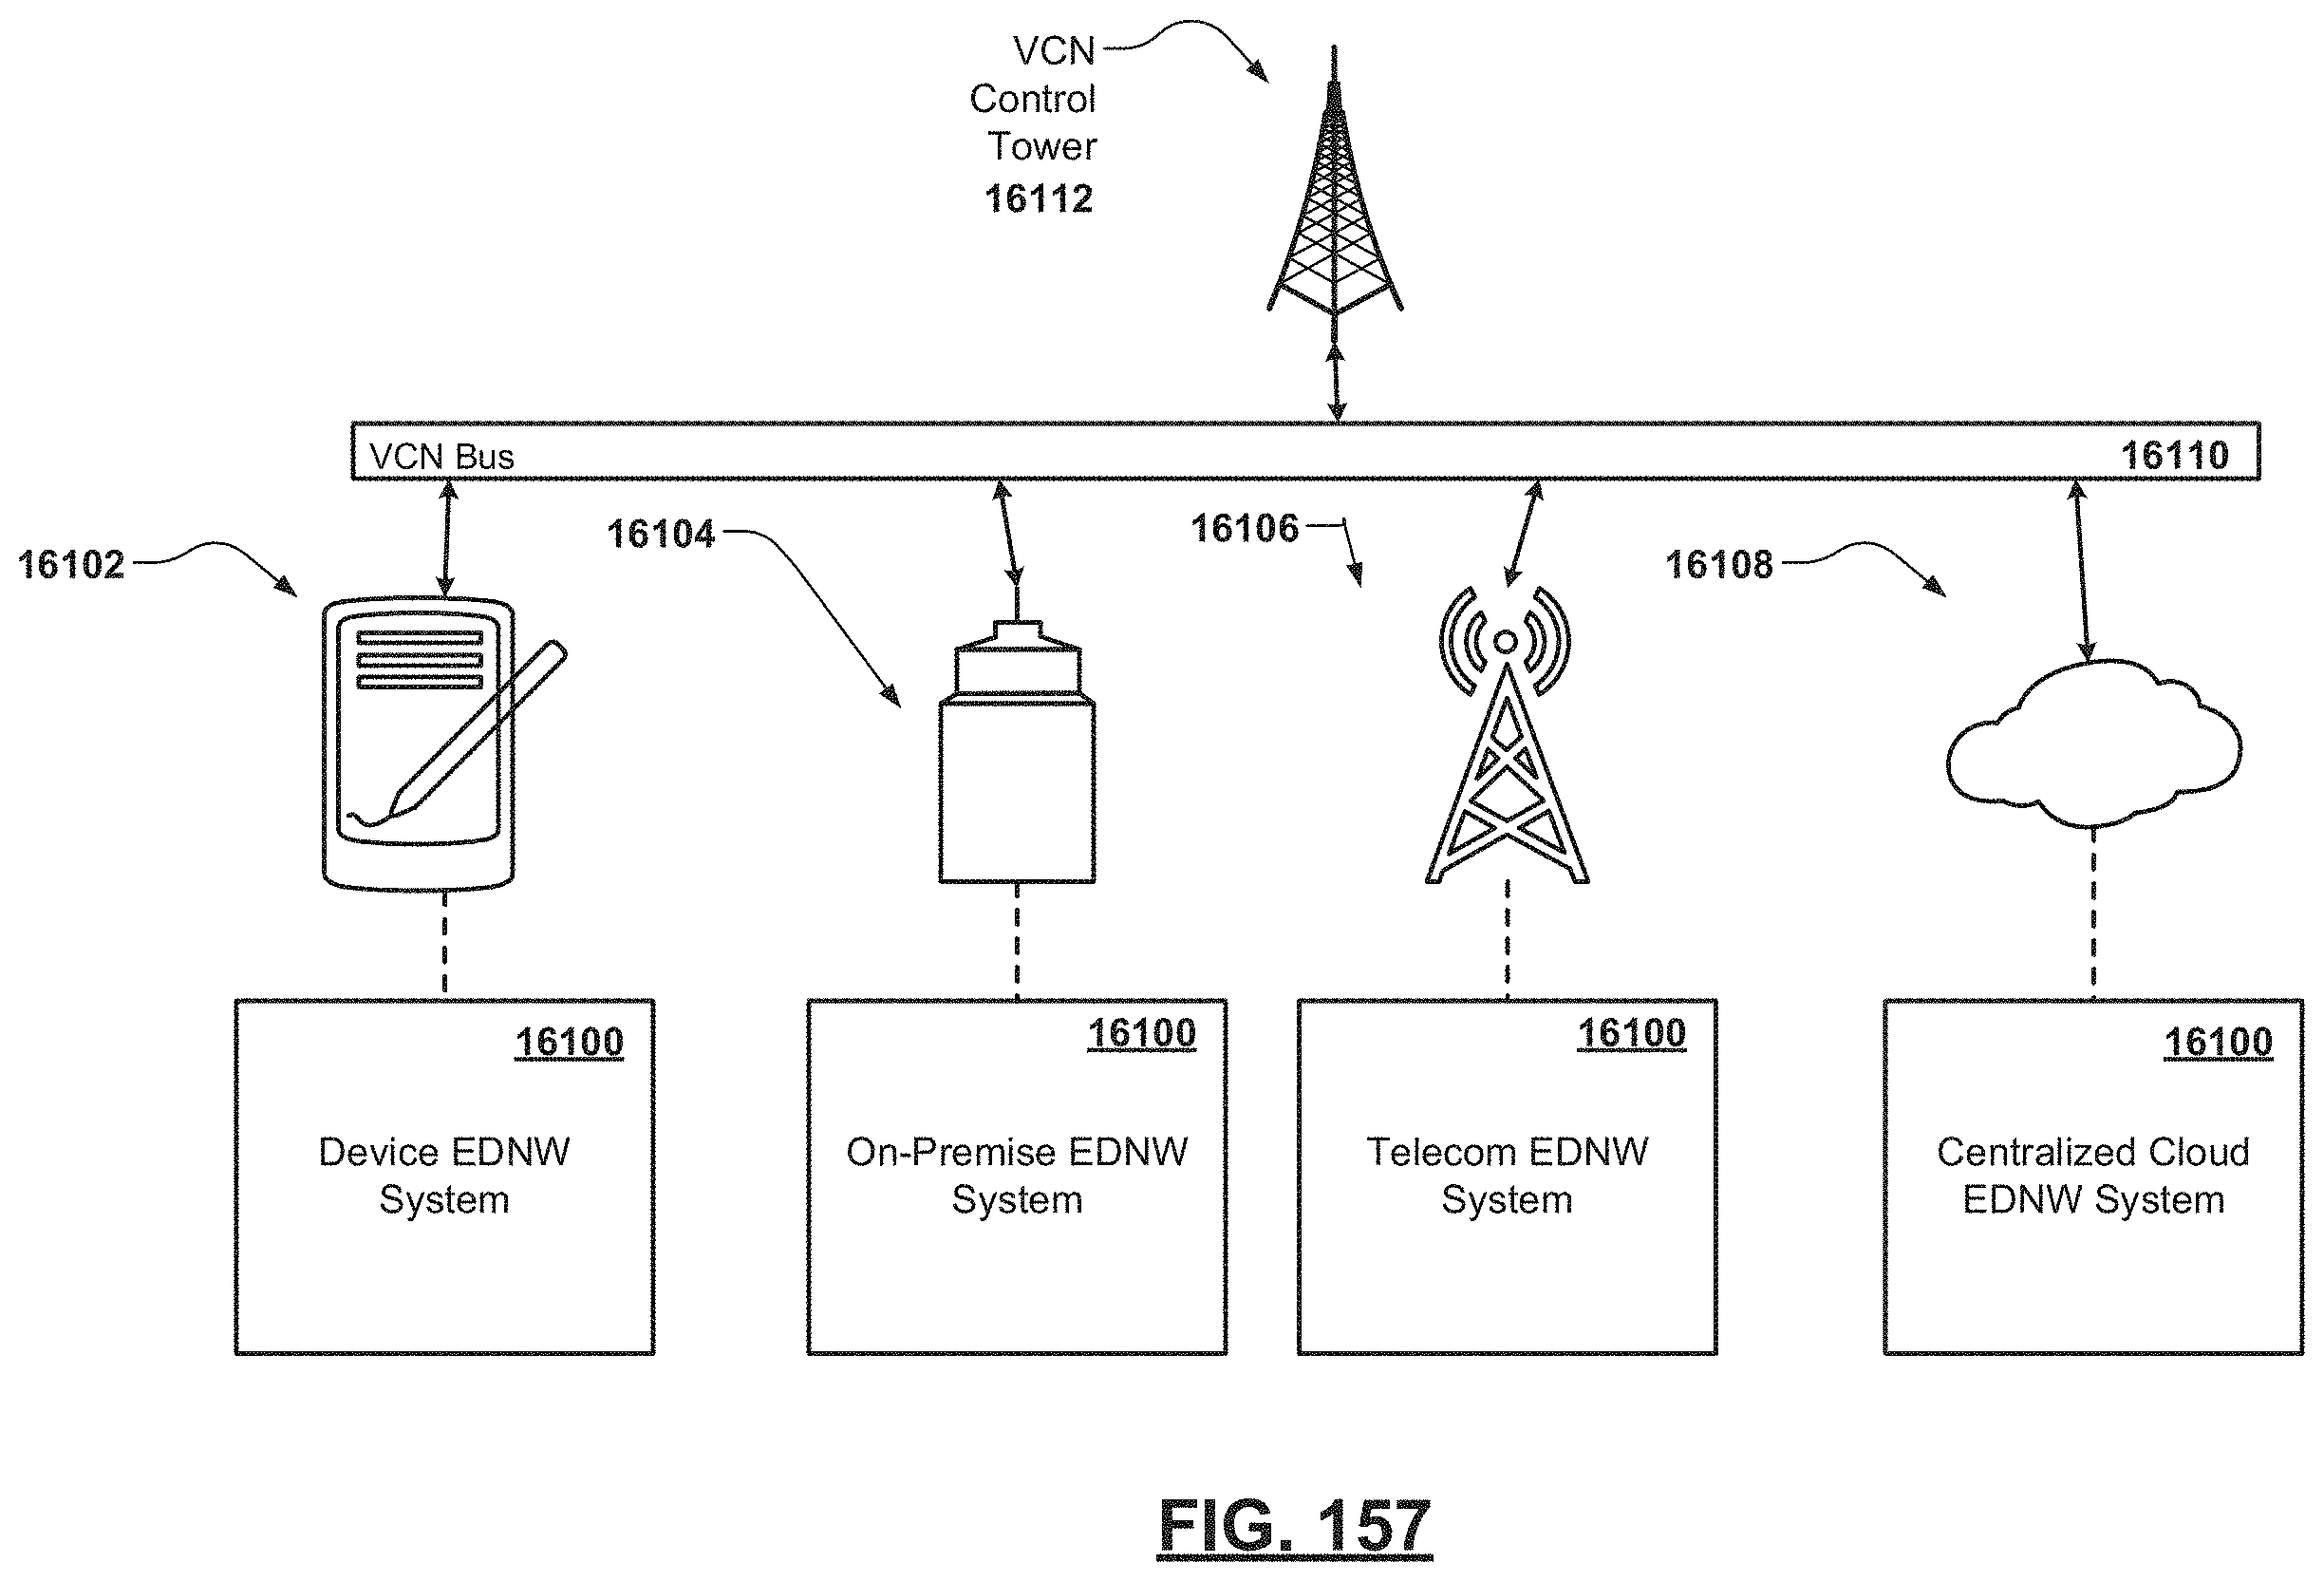 VCN
Control
Tower
16112
VCN Bus 16110
16102
16104
16106
16108
16100
Device EDNW
System
16100
On-Premise EDNW
System
16100
Telecom EDNW
System
16100
Centralized Cloud
EDNW System
FIG. 157